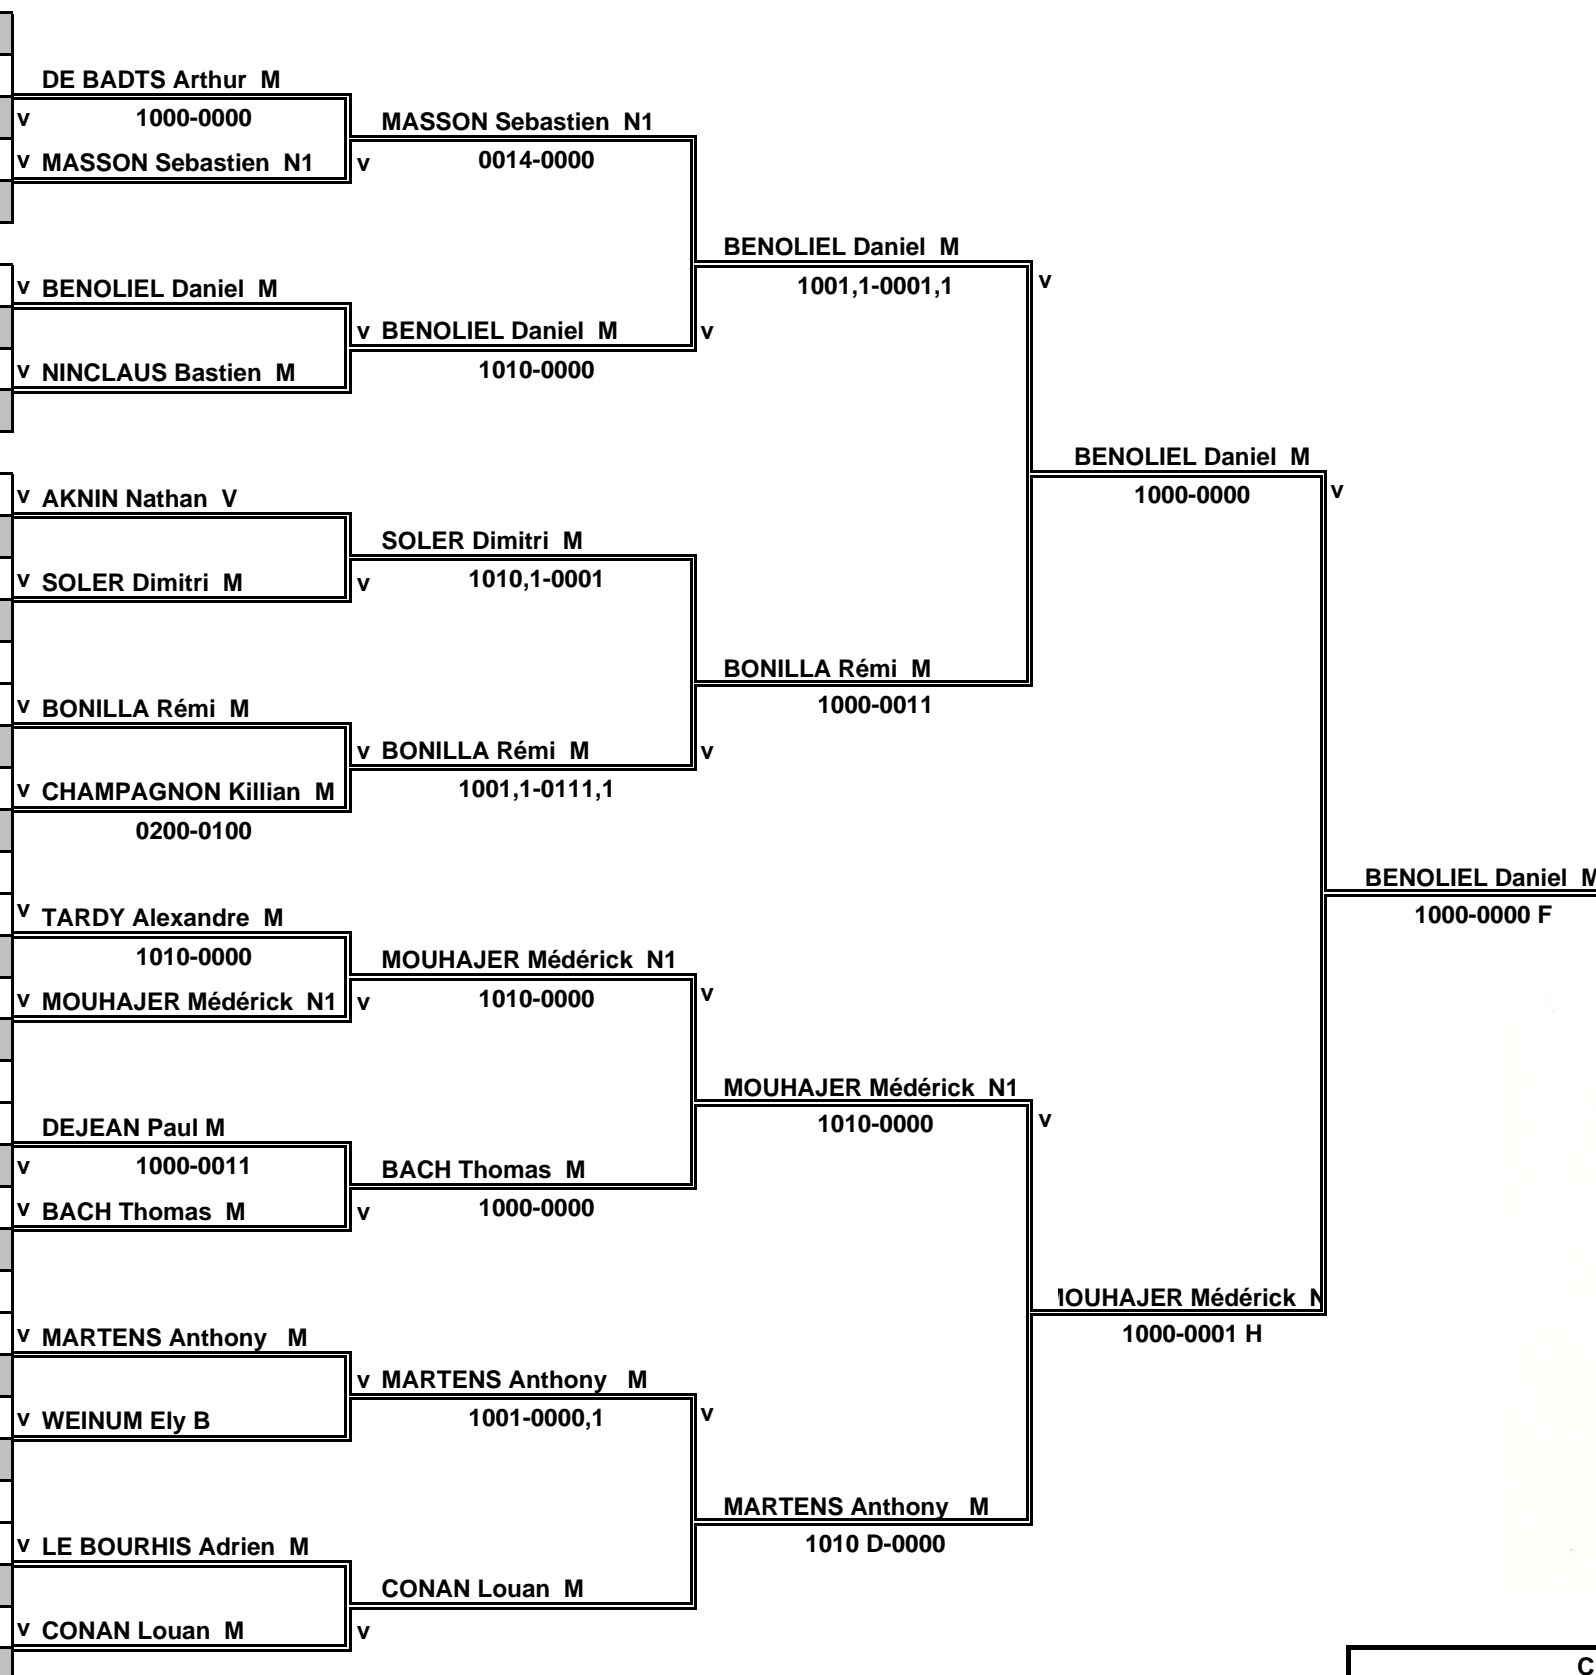 DE BADTS Arthur M
v 1000-0000
v MASSON Sebastien N1
MASSON Sebastien N1
v 0014-0000
v BENOLIEL Daniel M
v NINCLAUS Bastien M
v BENOLIEL Daniel M
1010-0000
BENOLIEL Daniel M
v
1001,1-0001,1
v AKNIN Nathan V
v SOLER Dimitri M
SOLER Dimitri M
v 1010,1-0001
v BONILLA Rémi M
v CHAMPAGNON Killian M
0200-0100
v BONILLA Rémi M
1001,1-0111,1
BONILLA Rémi M
v
1000-0011
BENOLIEL Daniel M
v
1000-0000
v TARDY Alexandre M
1010-0000
v MOUHAJER Médérick N1
MOUHAJER Médérick N1
v 1010-0000
DEJEAN Paul M
v 1000-0011
v BACH Thomas M
BACH Thomas M
v 1000-0000
MOUHAJER Médérick N1
v
1010-0000
v MARTENS Anthony M
v WEINUM Ely B
v MARTENS Anthony M
1001-0000,1
v LE BOURHIS Adrien M
v CONAN Louan M
CONAN Louan M
v
MARTENS Anthony M
v
1010 D-0000
OUHAJER Médérick
v
1000-0001 H
BENOLIEL Daniel M
v
1000-0000 F
C